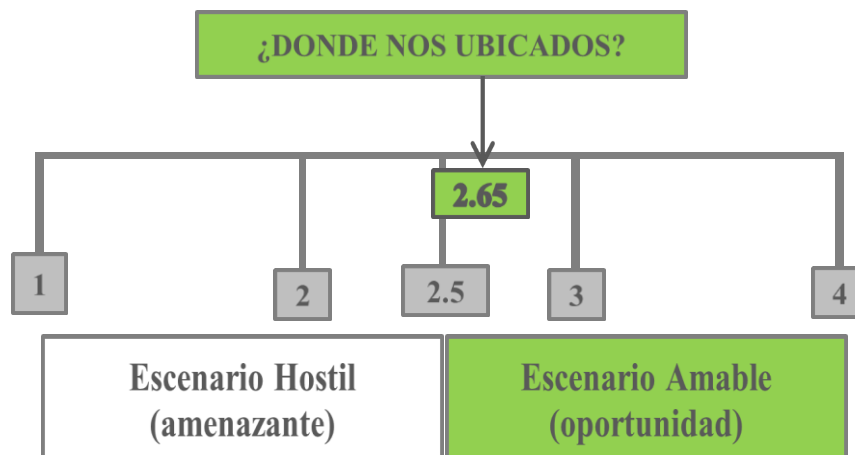 ¿DONDE NOS UBICADOS?
2.65
1
2
2.5
3
4
Escenario Hostil
(amenazante)
Escenario Amable
(oportunidad)